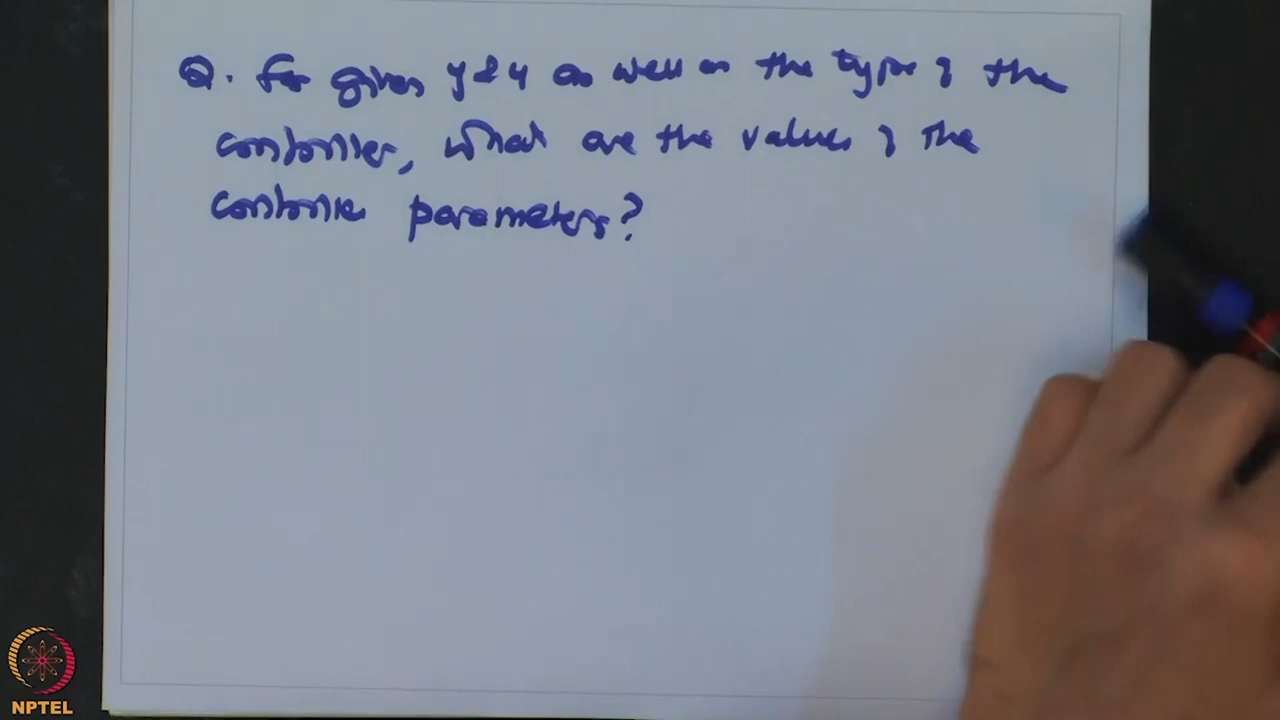 Q. For given y & u as well as the type of the
controller, what are the values of the
controller parameters?
NPTEL